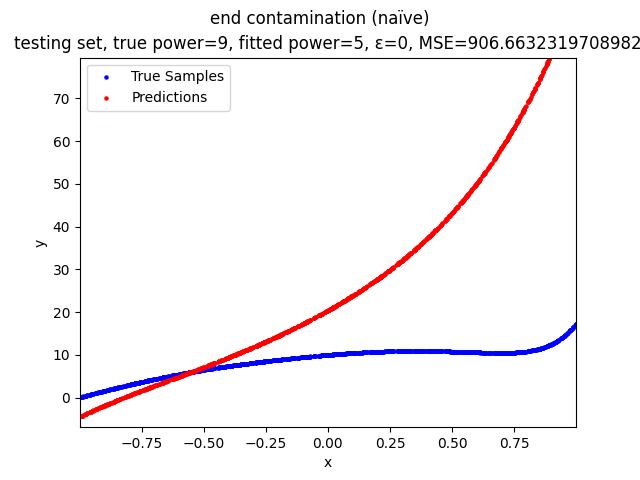 end contamination (naïve)
testing set, true power=9, fitted power=5, ε=0, MSE=906.6632319708982
True Samples
Predictions
70
60
50
40
30
20
10
0
y
−0.75 −0.50 −0.25 0.00 0.25 0.50 0.75
x